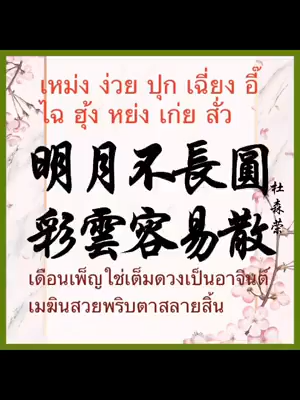 เหม่ง ง่วย ปุก เฉี่ยง อี๊
ไฉ ฮุ้ง หย่ง เก่ย สั่ว
明月不長圓
彩雲容易散
杜森荣
เดือนเพ็ญใช่เต็มดวงเป็นอาจินต์
เมฆินสวยพริบตาสลายสิ้น